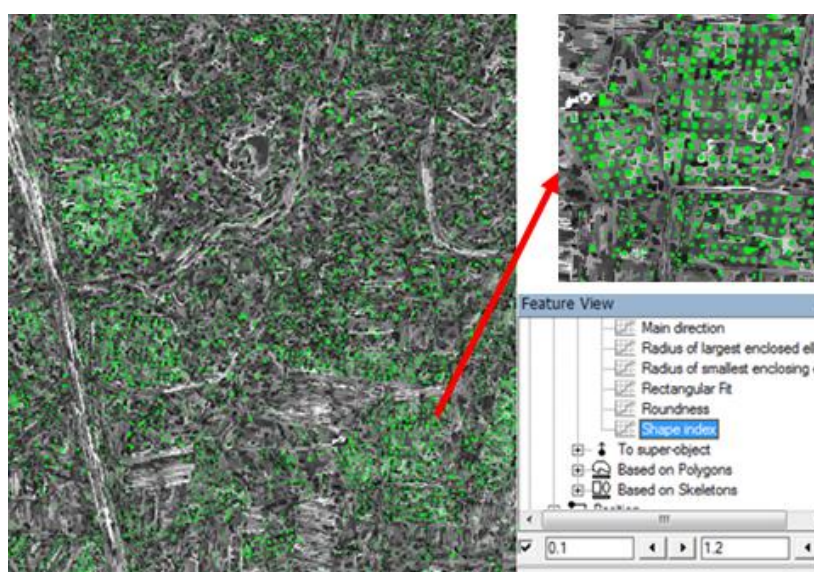 Feature View
Main direction
Radius of largest enclosed el
Radius of smallest enclosing
Rectangular Fit
Roundness
Shape index
To super-object
Based on Polygons
Based on Skeletons
0.1 1.2